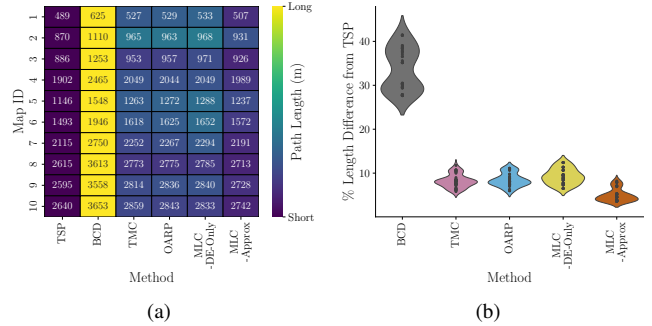 1 489 625 527 529 533 507
2 870 1110 965 963 968 931
3 886 1253 953 957 971 926
4 1902 2465 2049 2044 2049 1989
5 1146 1548 1263 1272 1288 1237
6 1493 1946 1618 1625 1652 1572
7 2115 2750 2252 2267 2294 2191
8 2615 3613 2773 2775 2785 2713
9 2595 3558 2814 2836 2840 2728
10 2640 3653 2859 2843 2833 2742
Map ID
TSP
BCD
TMC
OARP
MLC
-DE-Only
MLC
-Approx
Method
Long
Path Length (m)
Short
(a)
% Length Difference from TSP
40
30
20
10
BCD
TMC
OARP
MLC
-DE-Only
MLC
-Approx
Method
(b)